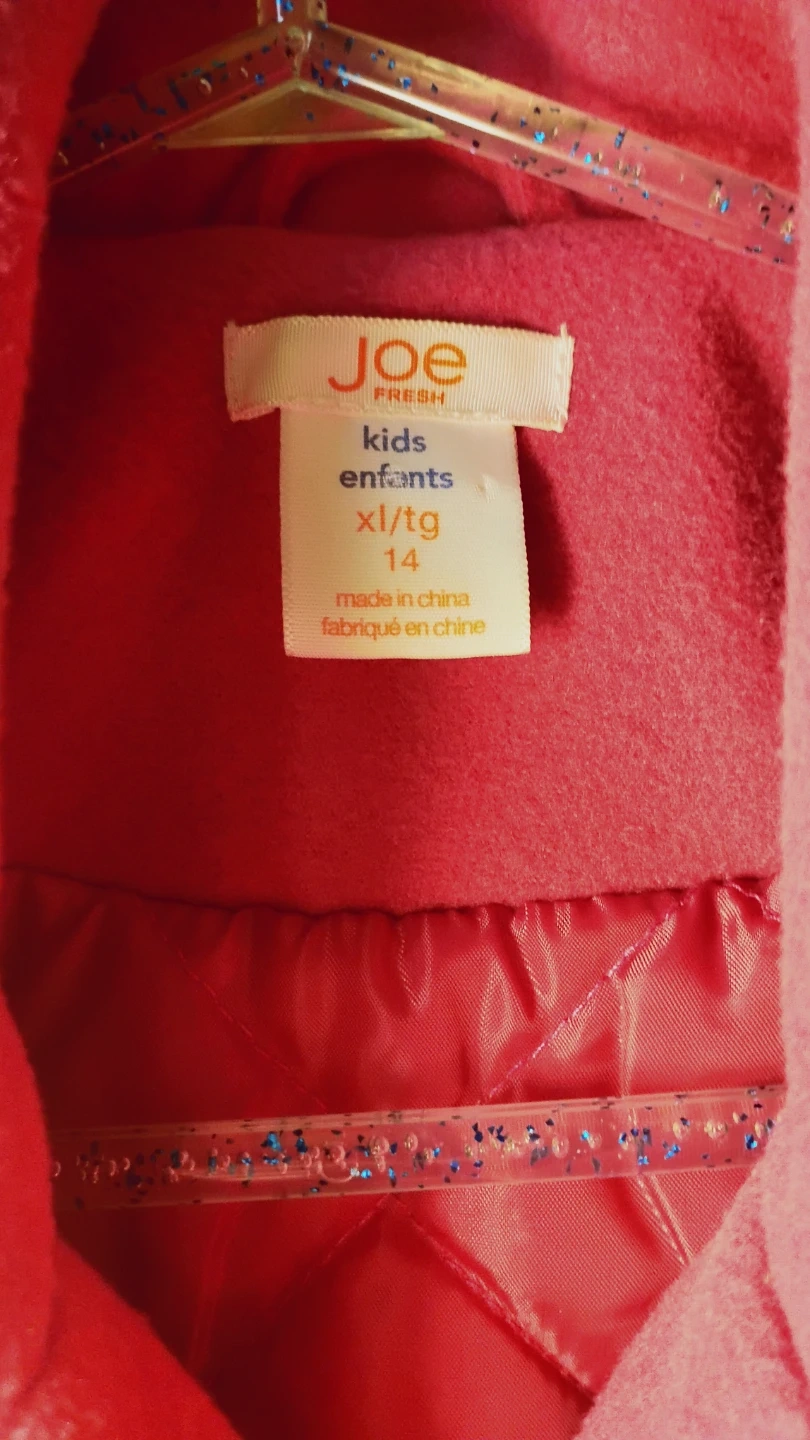 Joe
FRESH
kids
enfants
xl/tg
14
made in china
fabriqué en chine